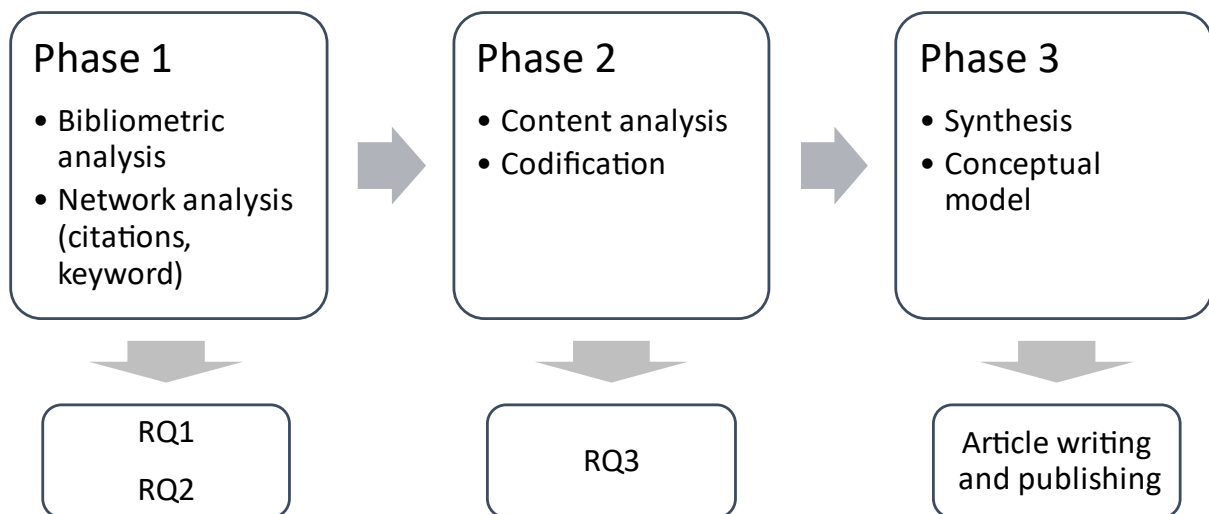 Phase 1
• Bibliometric
analysis
• Network analysis
(citations,
keyword)
Phase 2
• Content analysis
• Codification
Phase 3
• Synthesis
• Conceptual
model
RQ1
RQ2
RQ3
Article writing
and publishing